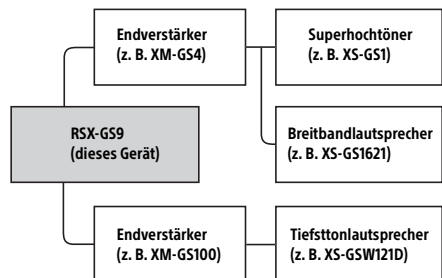 Endverstärker
(z. B. XM-GS4)
Superhochtöner
(z. B. XS-GS1)
RSX-GS9
(dieses Gerät)
Breitbandlautsprecher
(z. B. XS-GS1621)
Endverstärker
(z. B. XM-GS100)
Tiefsttonlautsprecher
(z. B. XS-GSW121D)